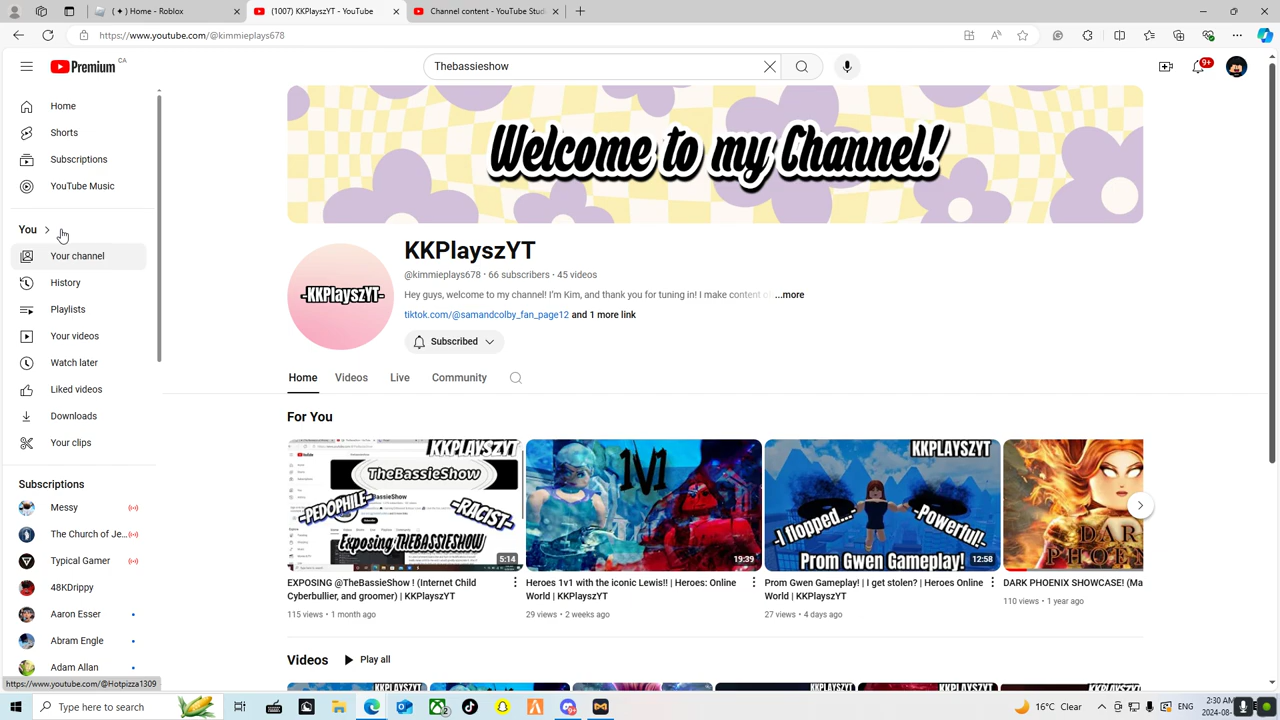 ( ✦ ) Home - Roblox
(1007) KKPlayszYT - YouTube
Channel content - YouTube Stud
https://www.youtube.com/@kimmieplays678
Premium CA
Thebassieshow
9+
Home
Shorts
Subscriptions
YouTube Music
You
Your channel
History
Playlists
Your videos
Watch later
Liked videos
Downloads
Your clips
Subscriptions
Messy
The Church of Je...
Typical Gamer
48KDrippy
Aaron Esser
Abram Engle
Adam Allan
https://www.youtube.com/@Hotpizza1309
Welcome to my Channel!
-KKPlayszYT-
KKPlayszYT
@kimmieplays678 · 66 subscribers · 45 videos
Hey guys, welcome to my channel! I'm Kim, and thank you for tuning in! I make content of ...more
tiktok.com/@samandcolby_fan_page12 and 1 more link
Subscribed
Home Videos Live Community
For You
KKPLAYSZYT
TheBassieShow
-PEDOPHILE-
-RACIST-
Exposing THEBASSIESHOW
5:14
EXPOSING @TheBassieShow ! (Internet Child
Cyberbullier, and groomer) | KKPlayszYT
115 views • 1 month ago
1v1
Heroes 1v1 with the iconic Lewis!! | Heroes: Online
World | KKPlayszYT
29 views • 2 weeks ago
KKPLAYSZYT
-I flopped...-
-Powerful!-
Prom Gwen Gameplay!
12:58
Prom Gwen Gameplay! | I get stolen? | Heroes Online
World | KKPlayszYT
27 views • 4 days ago
DARK
PHOENIX
DARK PHOENIX SHOWCASE! (Ma
110 views • 1 year ago
Videos
Play all
Type here to search
16°C Clear
ENG
2:30 AM